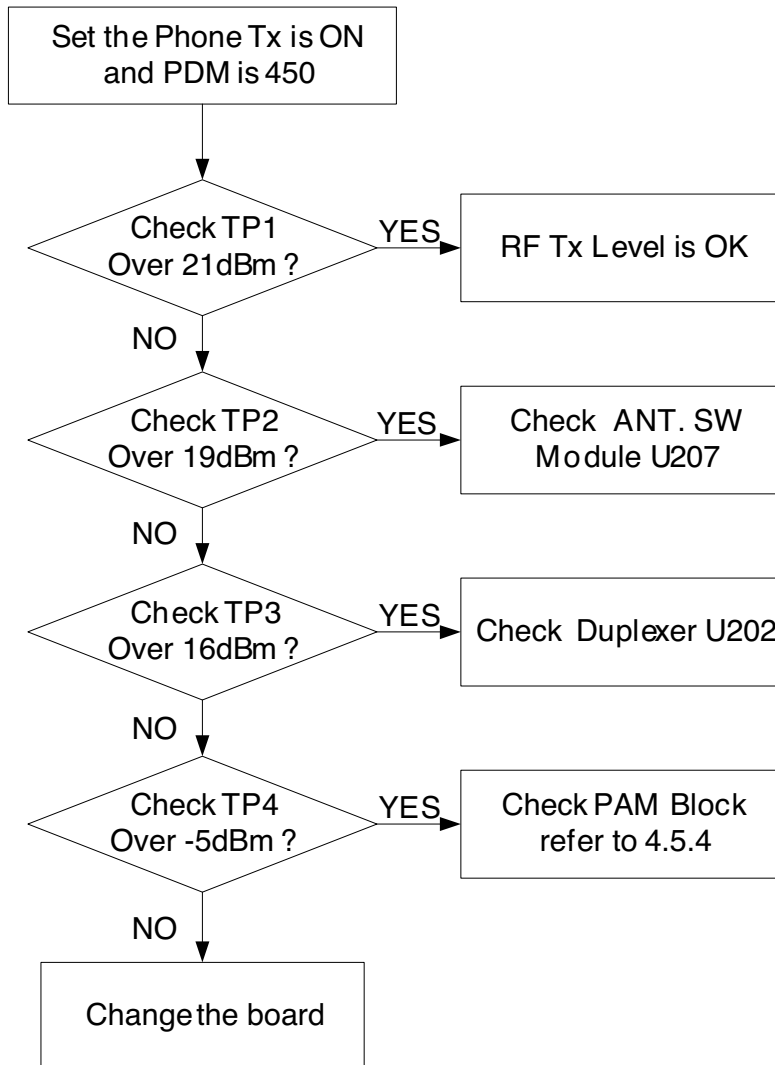 Set the Phone Tx is ON
and PDM is 450
Check TP1
Over 21dBm ?
YES
RF Tx Level is OK
NO
Check TP2
Over 19dBm ?
YES
Check ANT. SW
Module U207
NO
Check TP3
Over 16dBm ?
YES
Check Duplexer U202
NO
Check TP4
Over -5dBm ?
YES
Check PAM Block
refer to 4.5.4
NO
Change the board